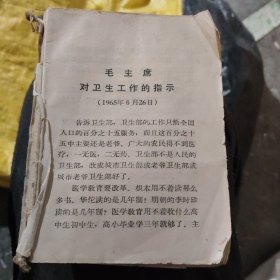 毛主席
对卫生工作的指示
(1965年6月26日)
告诉卫生部，卫生部的工作只给全国
人口的百分之十五服务，而且这百分之十
五中主要还是老爷。广大的农民得不到医
疗，一无医，二无药。卫生部不是人民的
卫生部，改成城市卫生部或老爷卫生部或
城市老爷卫生部好了。
医学教育要改革，根本用不着读那么
多书。华佗读的是几年制？明朝的李时珍
读的是几年制？医学教育用不着收什么高
中生初中生，高小毕业学三年就够了。主